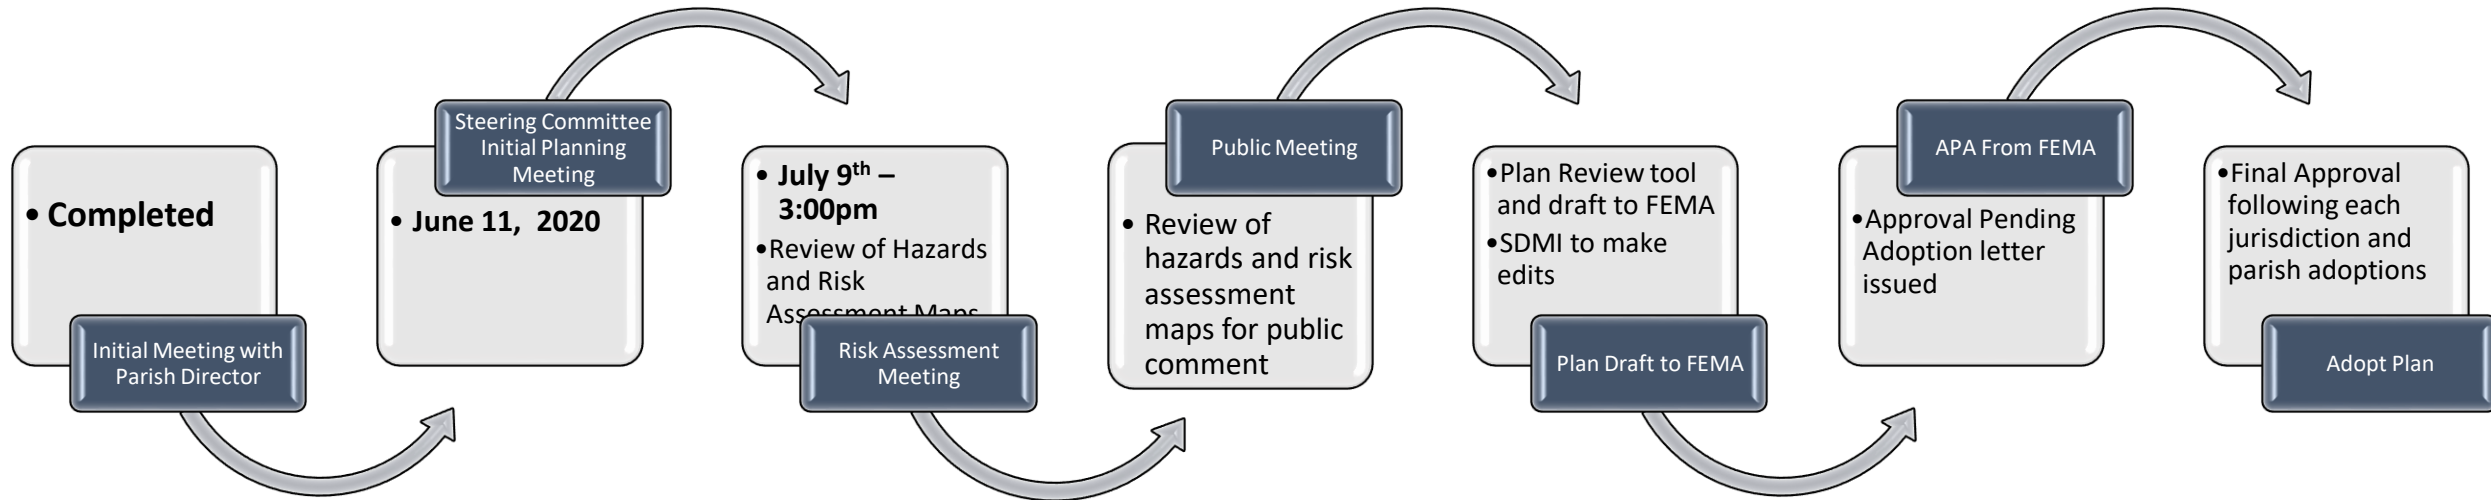 • Completed
Initial Meeting with
Parish Director
Steering Committee
Initial Planning
Meeting
• June 11, 2020
• July 9th –
3:00pm
•Review of Hazards
and Risk
Assessment Maps
Risk Assessment
Meeting
Public Meeting
• Review of
hazards and risk
assessment
maps for public
comment
•Plan Review tool
and draft to FEMA
•SDMI to make
edits
Plan Draft to FEMA
APA From FEMA
•Approval Pending
Adoption letter
issued
•Final Approval
following each
jurisdiction and
parish adoptions
Adopt Plan